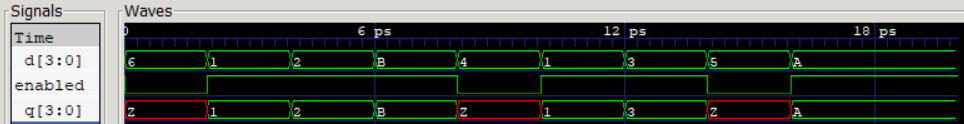 Signals Waves
Time 0 6 ps 12 ps 18 ps
d[3:0] 6 1 2 B 4 1 3 5 A
enabled
q[3:0] Z 1 2 B Z 1 3 Z A